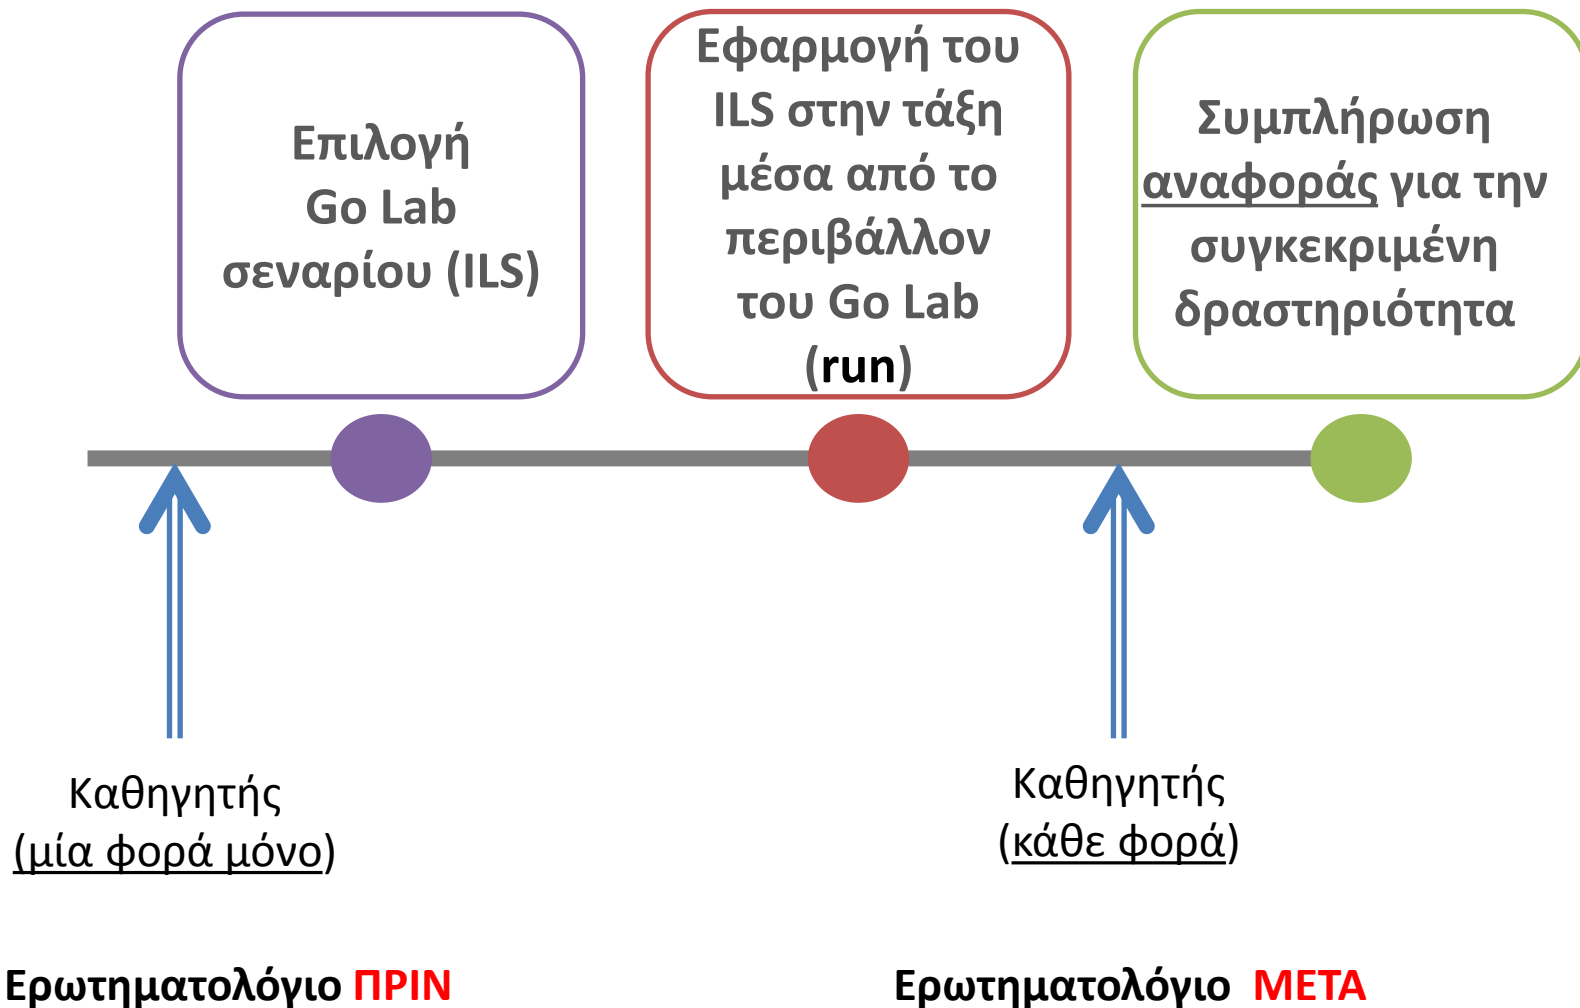 Επιλογή
Go Lab
σεναρίου (ILS)
Εφαρμογή του
ILS στην τάξη
μέσα από το
περιβάλλον
του Go Lab
(run)
Συμπλήρωση
αναφοράς για την
συγκεκριμένη
δραστηριότητα
Καθηγητής
(μία φορά μόνο)
Καθηγητής
(κάθε φορά)
Ερωτηματολόγιο ΠΡΙΝ
Ερωτηματολόγιο ΜΕΤΑ